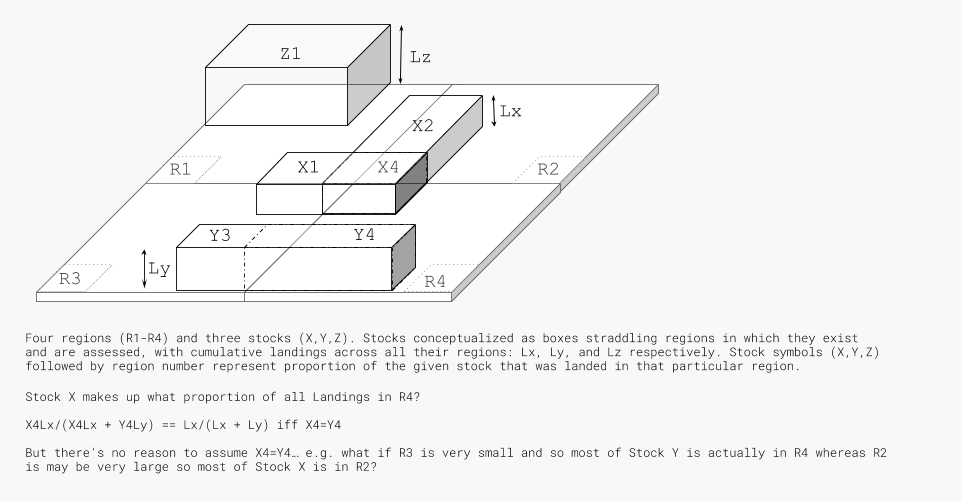 Z1
Lz
X2
Lx
R1
X1
X4
R2
Y3
Y4
Ly
R3
R4
Four regions (R1-R4) and three stocks (X,Y,Z). Stocks conceptualized as boxes straddling regions in which they exist
and are assessed, with cumulative landings across all their regions: Lx, Ly, and Lz respectively. Stock symbols (X,Y,Z)
followed by region number represent proportion of the given stock that was landed in that particular region.
Stock X makes up what proportion of all Landings in R4?
X4Lx/(X4Lx + Y4Ly) == Lx/(Lx + Ly) iff X4=Y4
But there's no reason to assume X4=Y4… e.g. what if R3 is very small and so most of Stock Y is actually in R4 whereas R2
is may be very large so most of Stock X is in R2?